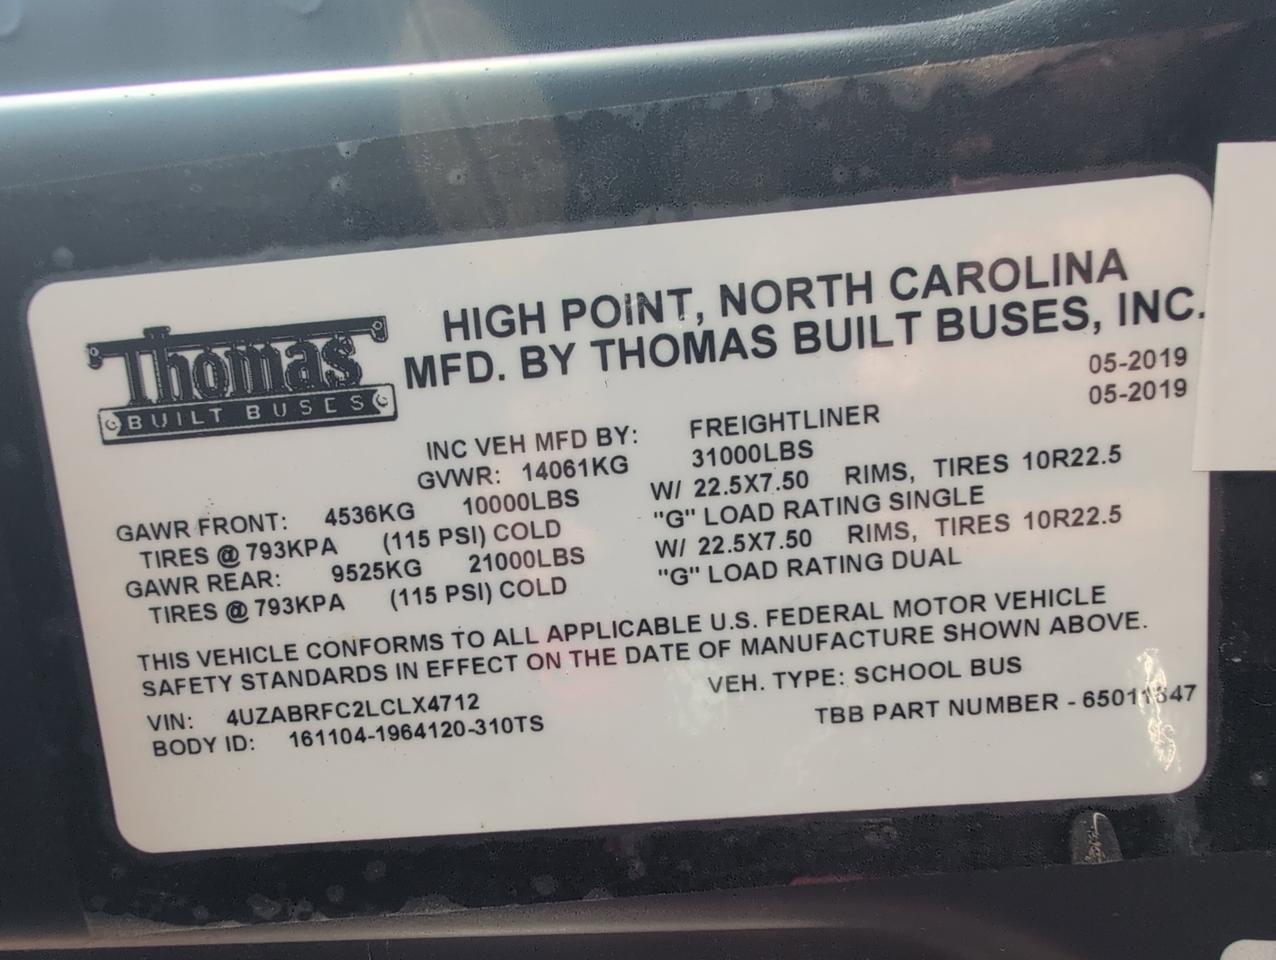 Thomas
BUILT BUSES
HIGH POINT, NORTH CAROLINA
MFD. BY THOMAS BUILT BUSES, INC.
05-2019
INC VEH MFD BY: FREIGHTLINER 05-2019
GVWR: 14061KG 31000LBS
GAWR FRONT: 4536KG 10000LBS W/ 22.5X7.50 RIMS, TIRES 10R22.5
TIRES @ 793KPA (115 PSI) COLD "G" LOAD RATING SINGLE
GAWR REAR: 9525KG 21000LBS W/ 22.5X7.50 RIMS, TIRES 10R22.5
TIRES @ 793KPA (115 PSI) COLD "G" LOAD RATING DUAL
THIS VEHICLE CONFORMS TO ALL APPLICABLE U.S. FEDERAL MOTOR VEHICLE
SAFETY STANDARDS IN EFFECT ON THE DATE OF MANUFACTURE SHOWN ABOVE.
VIN: 4UZABRFC2LCLX4712 VEH. TYPE: SCHOOL BUS
BODY ID: 161104-1964120-310TS TBB PART NUMBER -